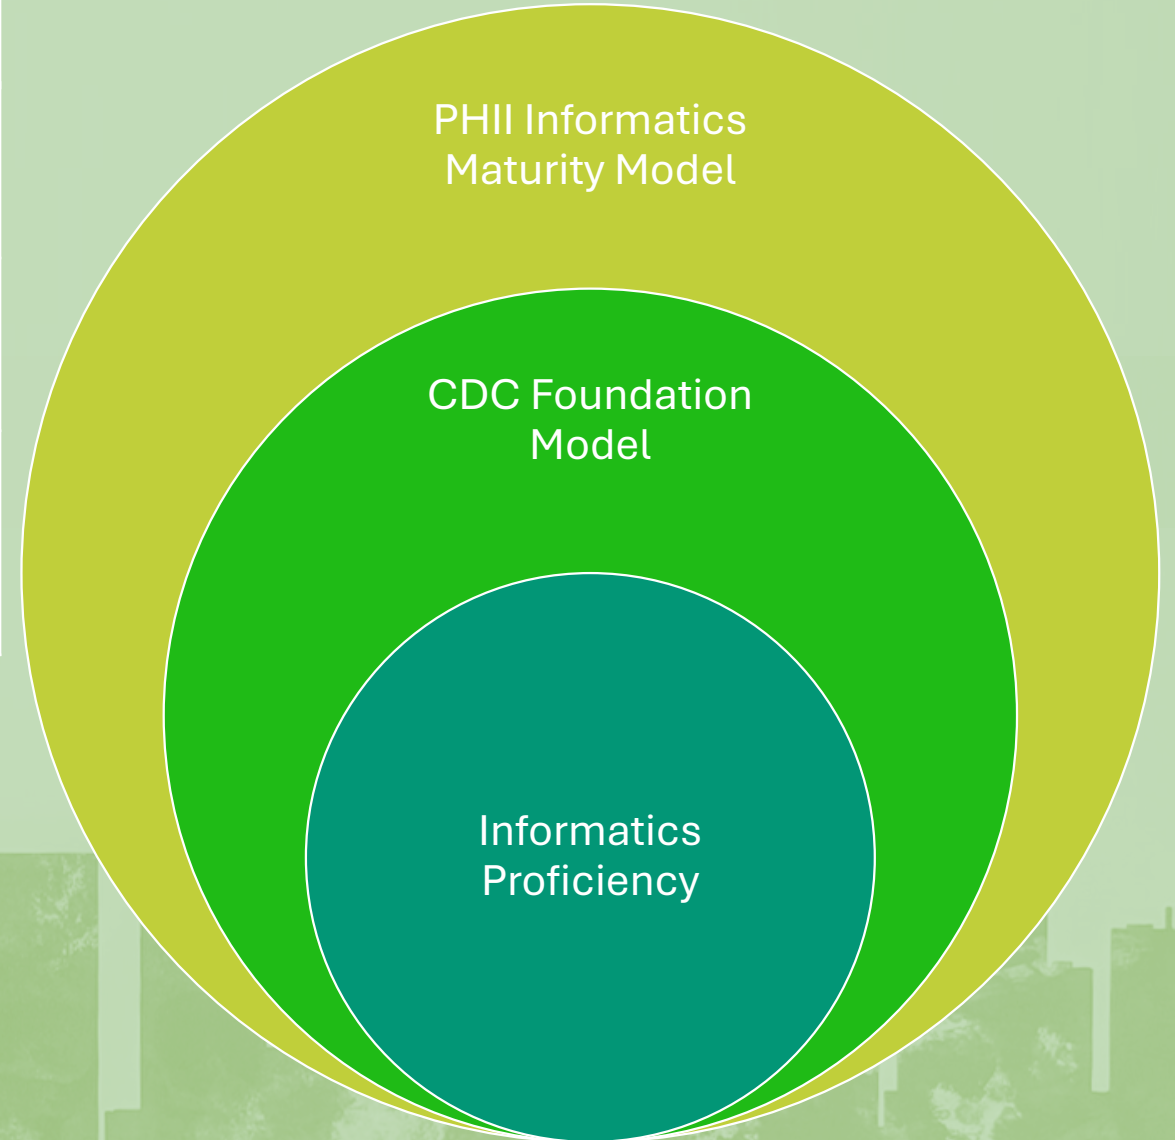 PHII Informatics
Maturity Model
CDC Foundation
Model
Informatics
Proficiency